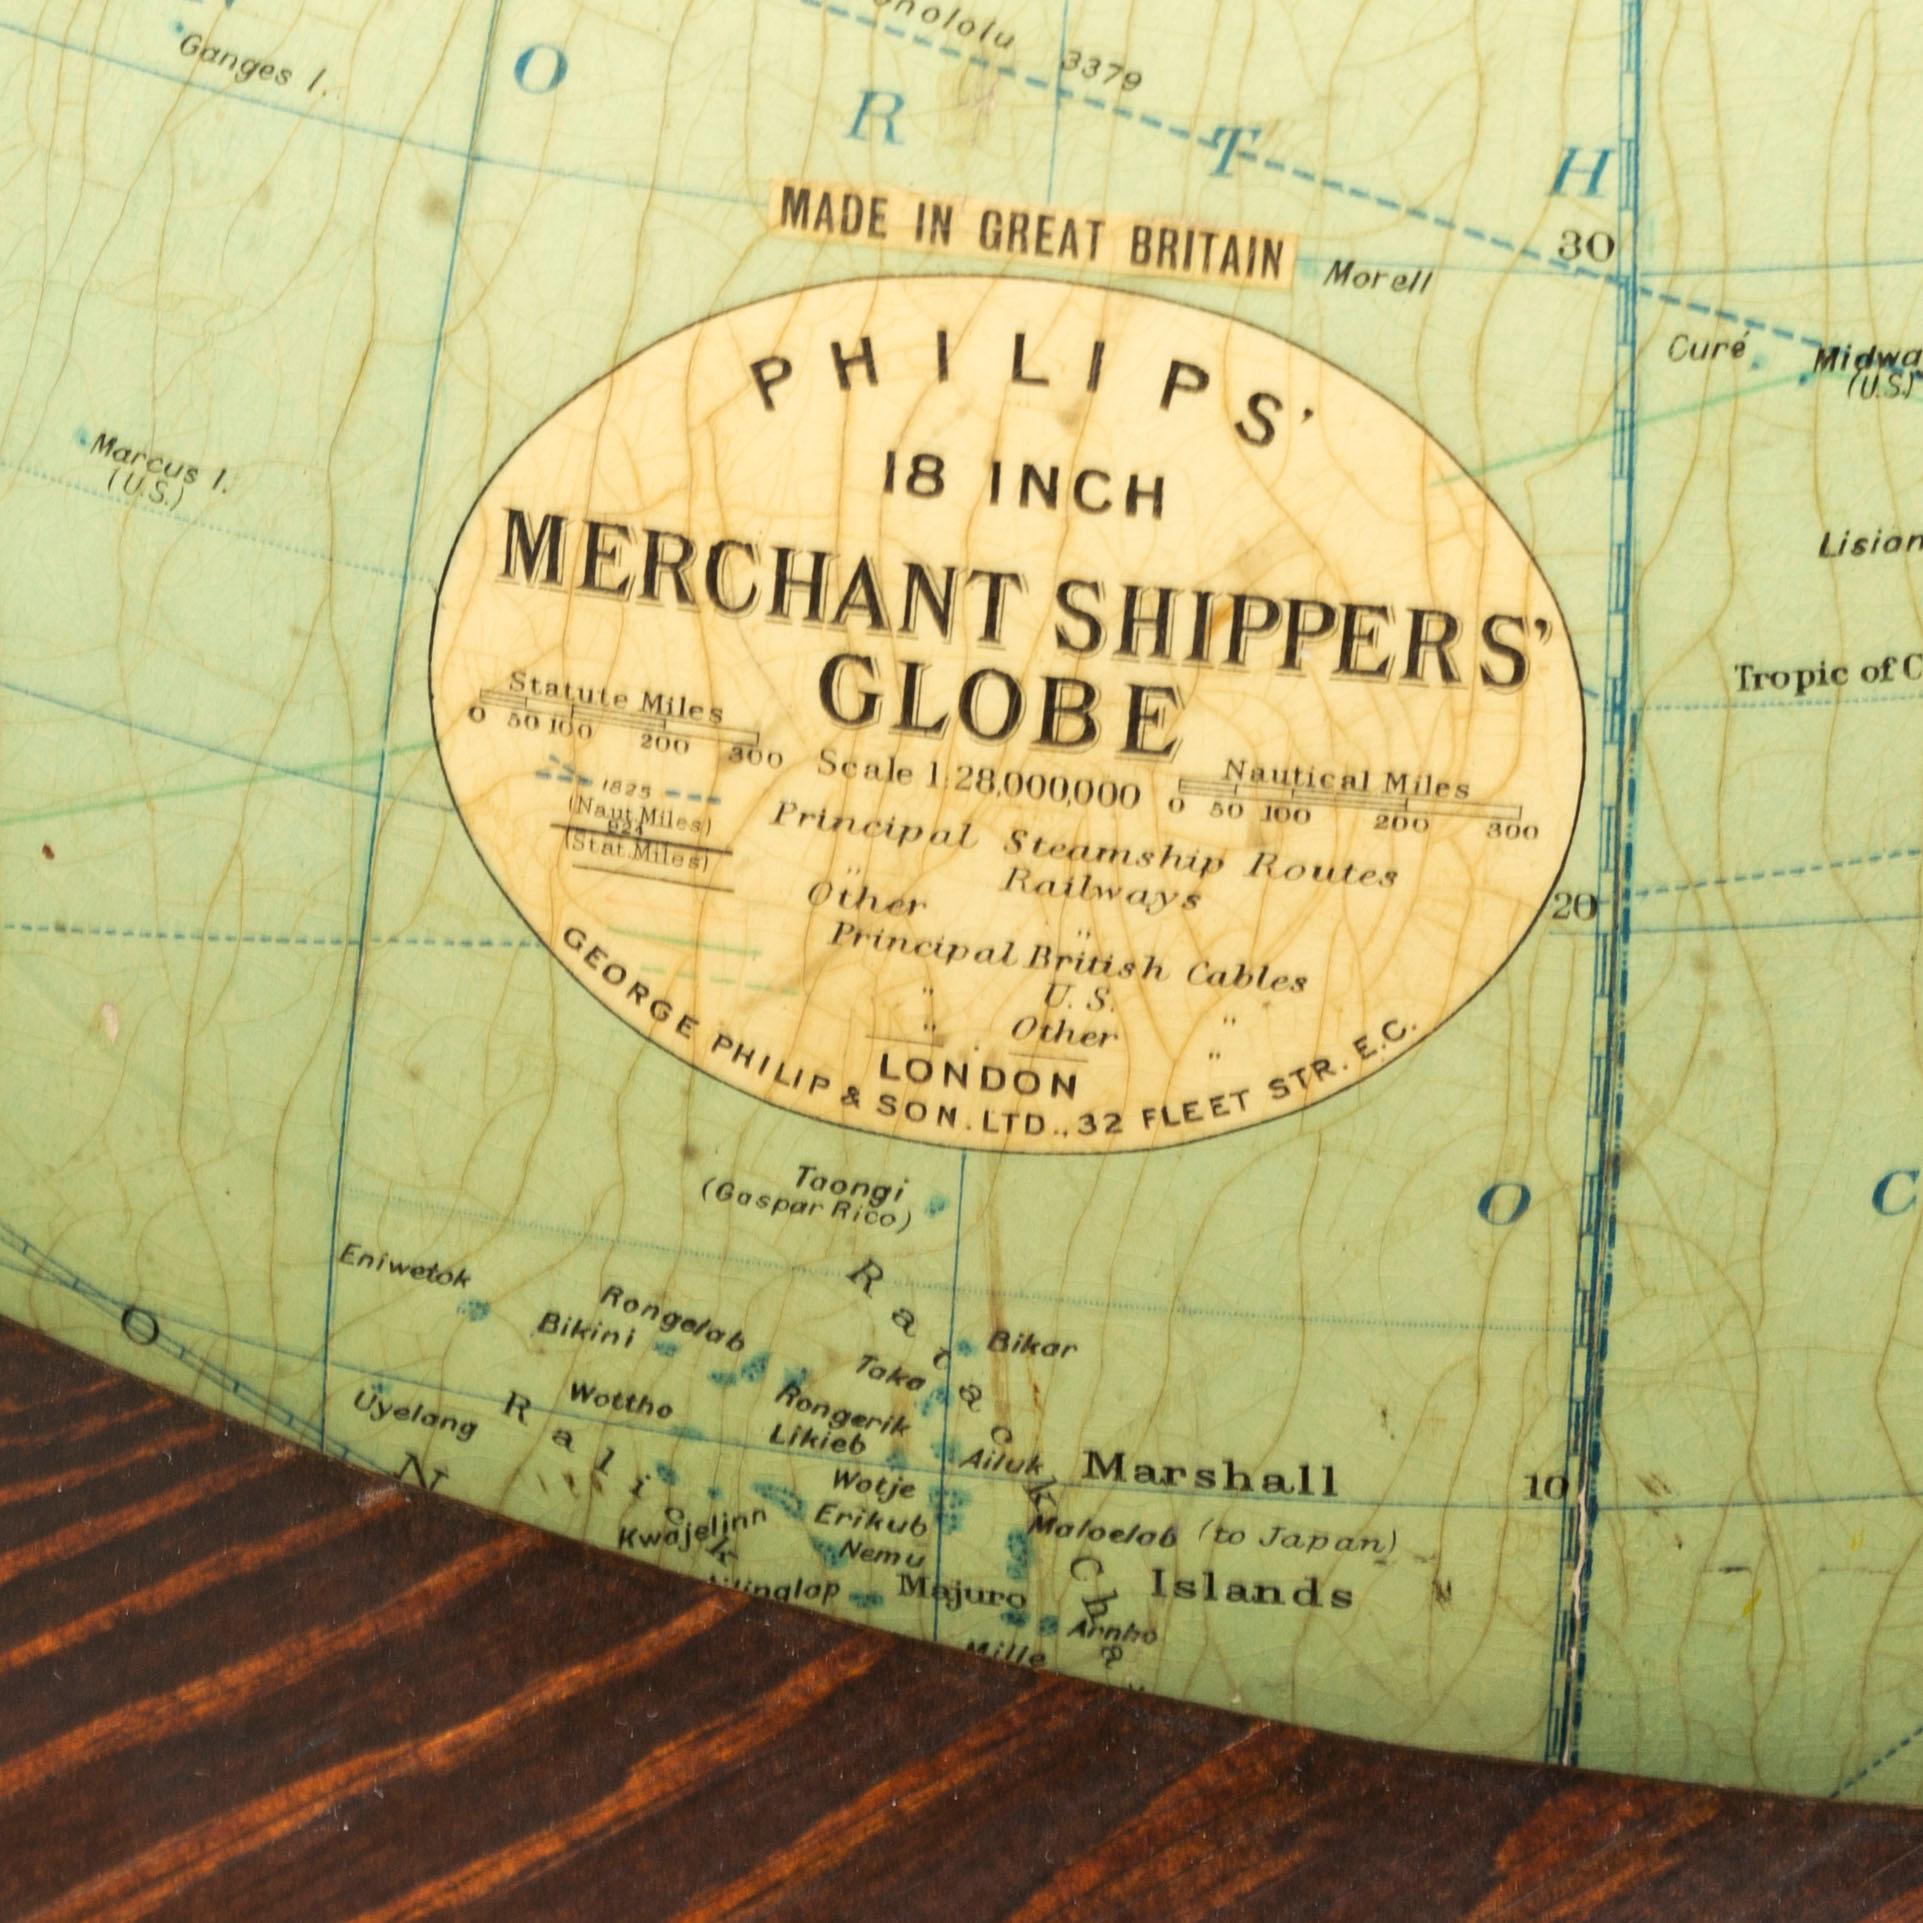 Ganges I.
3379
O R T H
MADE IN GREAT BRITAIN
30
Morell
Curé
(U.S.)
Marcus I.
(U.S.)
PHILIPS'
18 INCH
MERCHANT SHIPPERS'
GLOBE
Statute Miles
0 50 100 200 300
Scale 1:28,000,000
Nautical Miles
0 50 100 200 300
1825
(Naut.Miles)
(Stat.Miles)
Principal Steamship Routes
" Railways
Other "
Principal British Cables
" U.S. "
" Other "
LONDON
GEORGE PHILIP & SON. LTD., 32 FLEET STR. E.C.
Tropic of
20
Taongi
(Gaspar Rico)
O C
Eniwetok
Rongelab
Bikini
Ratack Cha
Bikar
Taka
O N
Uyelang
Ralick
Wottho
Rongerik
Likieb
Ailuk
Marshall
10
Wotje
Erikub
Kwajelinn
Nemu
Maloelab (to Japan)
Majuro
Islands
Arnho
Mille